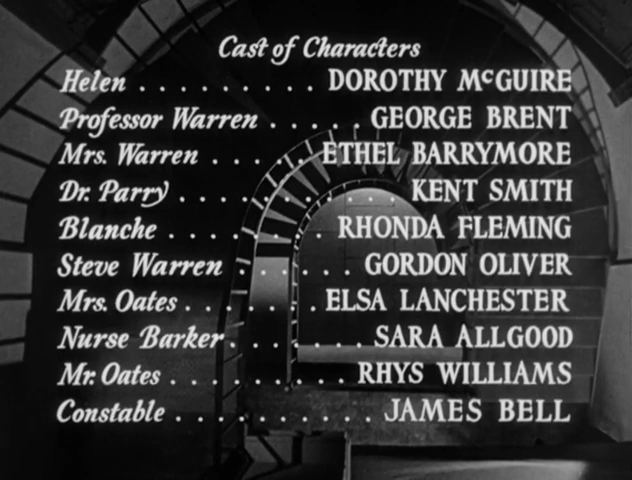 Cast of Characters
Helen . . . . . . . . . DOROTHY McGUIRE
Professor Warren . . . . . GEORGE BRENT
Mrs. Warren . . . . . ETHEL BARRYMORE
Dr. Parry . . . . . . . . . . . KENT SMITH
Blanche . . . . . . . . RHONDA FLEMING
Steve Warren . . . . . . GORDON OLIVER
Mrs. Oates . . . . . . . ELSA LANCHESTER
Nurse Barker . . . . . . . SARA ALLGOOD
Mr. Oates . . . . . . . . . RHYS WILLIAMS
Constable . . . . . . . . . . JAMES BELL